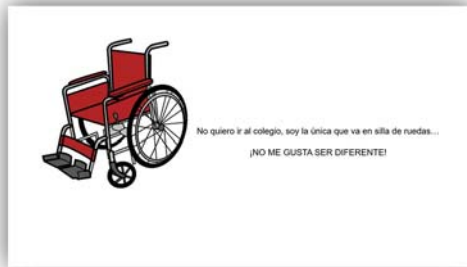 No quiero ir al colegio, soy la única que va en silla de ruedas...
¡NO ME GUSTA SER DIFERENTE!